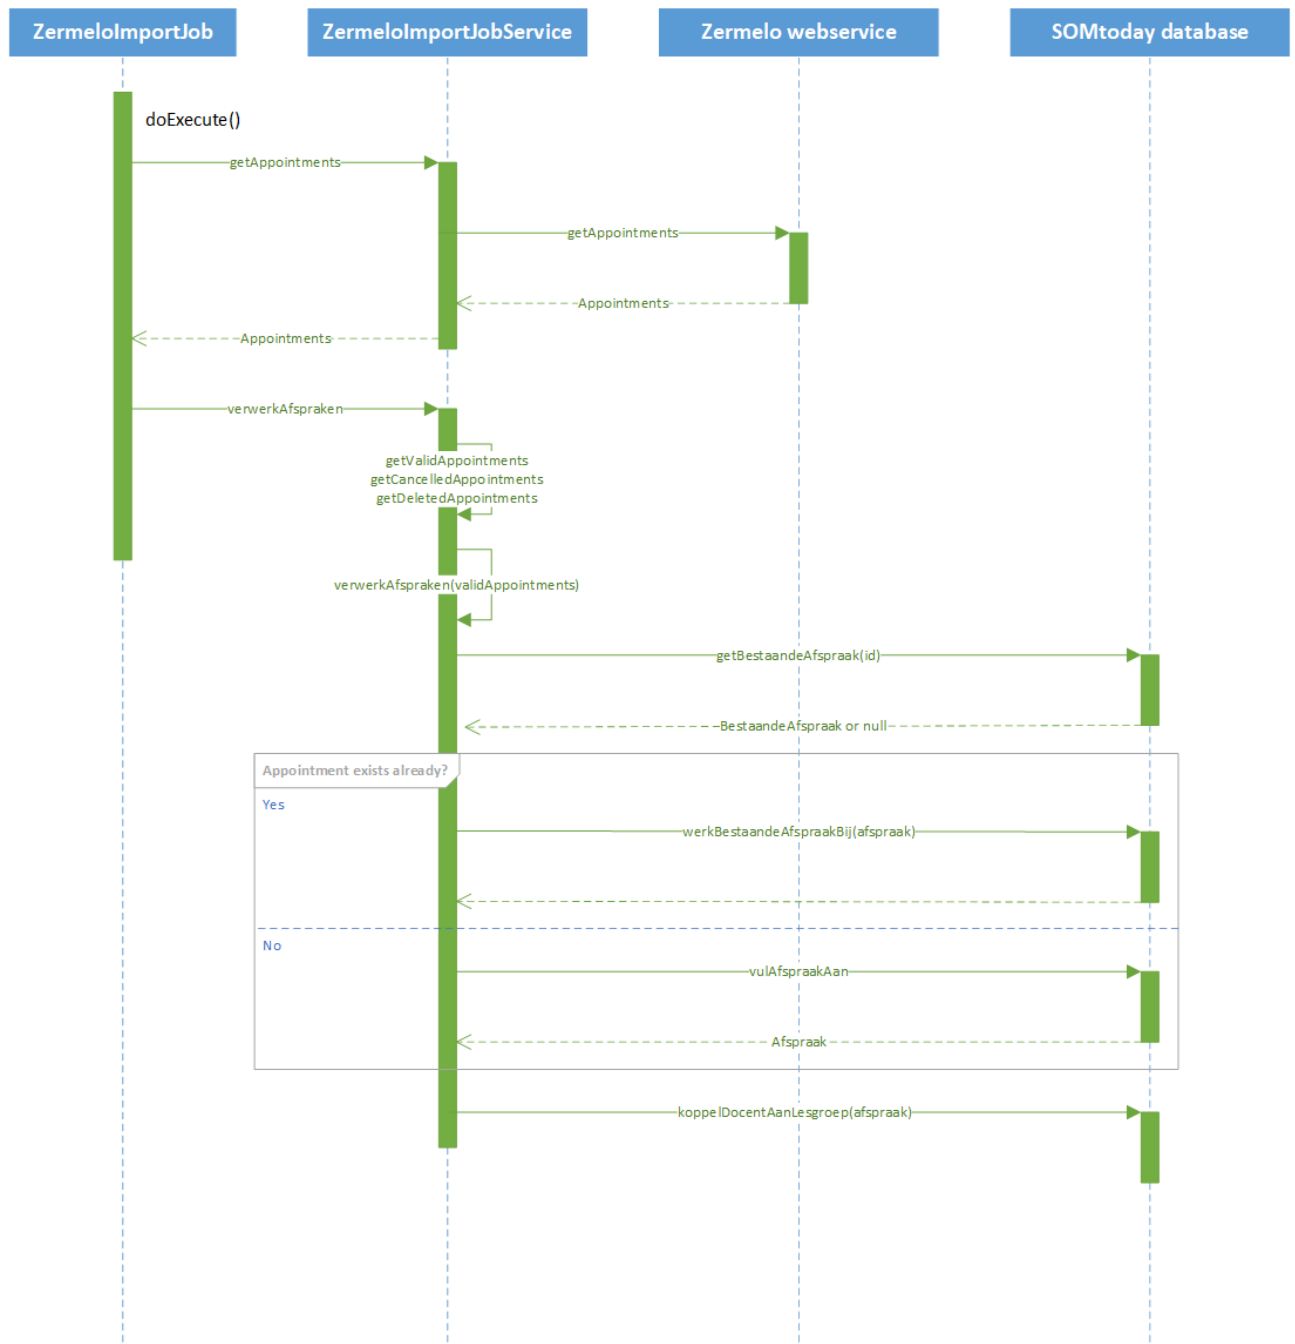 ZermeloImportJob
ZermeloImportJobService
Zermelo webservice
SOMtoday database
doExecute()
getAppointments
getAppointments
Appointments
Appointments
verwerkAfspraken
getValidAppointments
getCancelledAppointments
getDeletedAppointments
verwerkAfspraken(validAppointments)
getBestaandeAfspraak(id)
BestaandeAfspraak or null
Appointment exists already?
Yes
werkBestaandeAfspraakBij(afspraak)
No
vulAfspraakAan
Afspraak
koppelDocentAanLesgroep(afspraak)